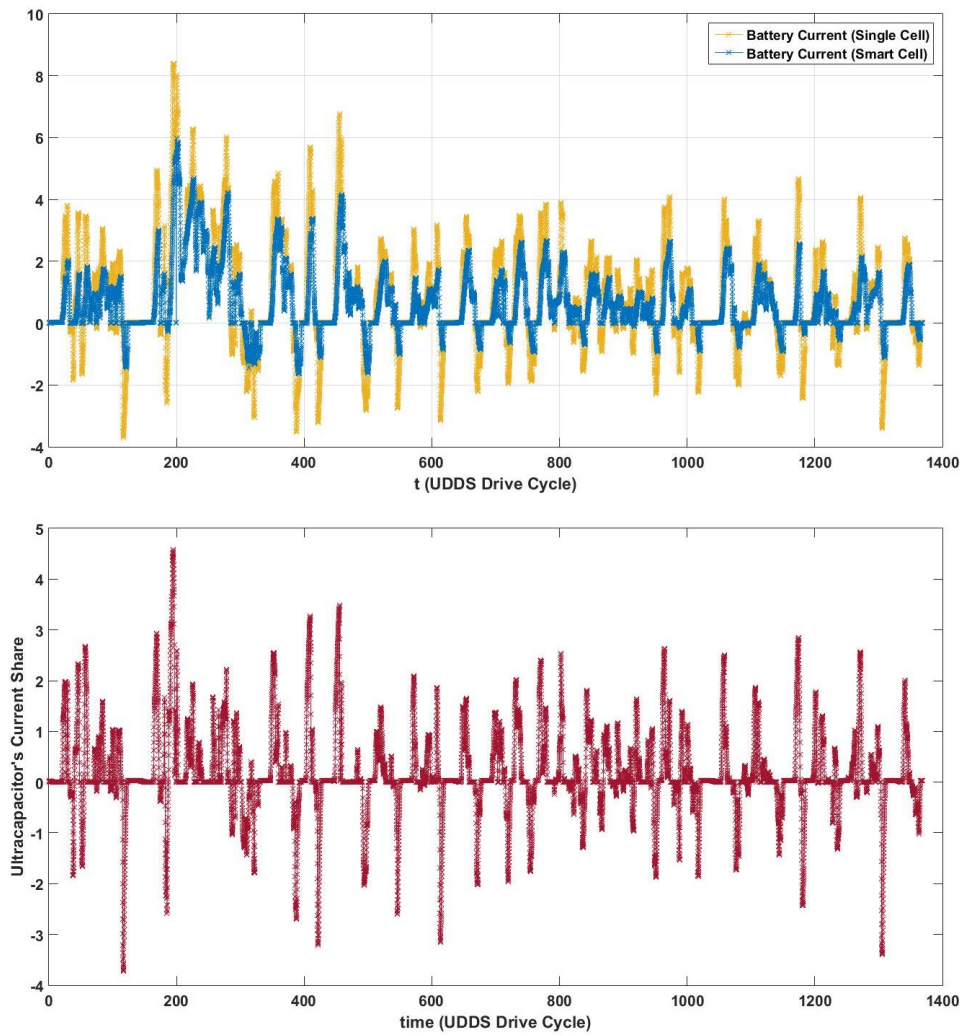 10
8
6
4
2
0
-2
-4
Battery Current (Single Cell)
Battery Current (Smart Cell)
0 200 400 600 800 1000 1200 1400
t (UDDS Drive Cycle)
5
4
3
2
1
0
-1
-2
-3
-4
Ultracapacitor's Current Share
0 200 400 600 800 1000 1200 1400
time (UDDS Drive Cycle)